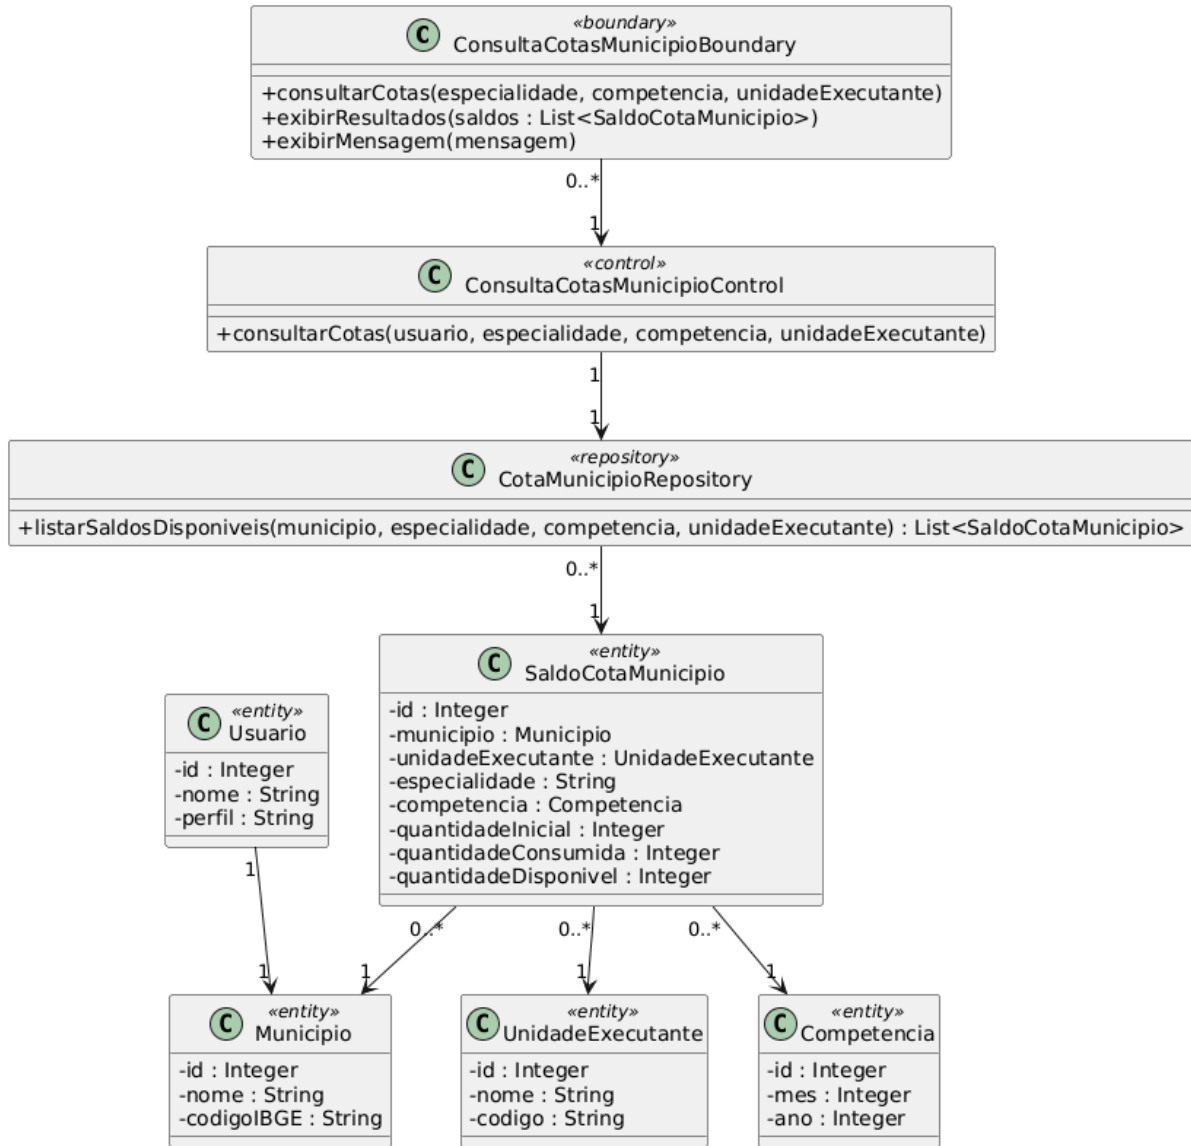 C
«boundary»
ConsultaCotasMunicipioBoundary
+consultarCotas(especialidade, competencia, unidadeExecutante)
+exibirResultados(saldos : List<SaldoCotaMunicipio>)
+exibirMensagem(mensagem)
0..*
1
C
«control»
ConsultaCotasMunicipioControl
+consultarCotas(usuario, especialidade, competencia, unidadeExecutante)
1
1
C
«repository»
CotaMunicipioRepository
+listarSaldosDisponiveis(municipio, especialidade, competencia, unidadeExecutante) : List<SaldoCotaMunicipio>
0..*
1
C
«entity»
SaldoCotaMunicipio
-id : Integer
-municipio : Municipio
-unidadeExecutante : UnidadeExecutante
-especialidade : String
-competencia : Competencia
-quantidadeInicial : Integer
-quantidadeConsumida : Integer
-quantidadeDisponivel : Integer
C
«entity»
Usuario
-id : Integer
-nome : String
-perfil : String
1
1
0..*
1
0..*
1
0..*
1
C
«entity»
Municipio
-id : Integer
-nome : String
-codigoIBGE : String
C
«entity»
UnidadeExecutante
-id : Integer
-nome : String
-codigo : String
C
«entity»
Competencia
-id : Integer
-mes : Integer
-ano : Integer